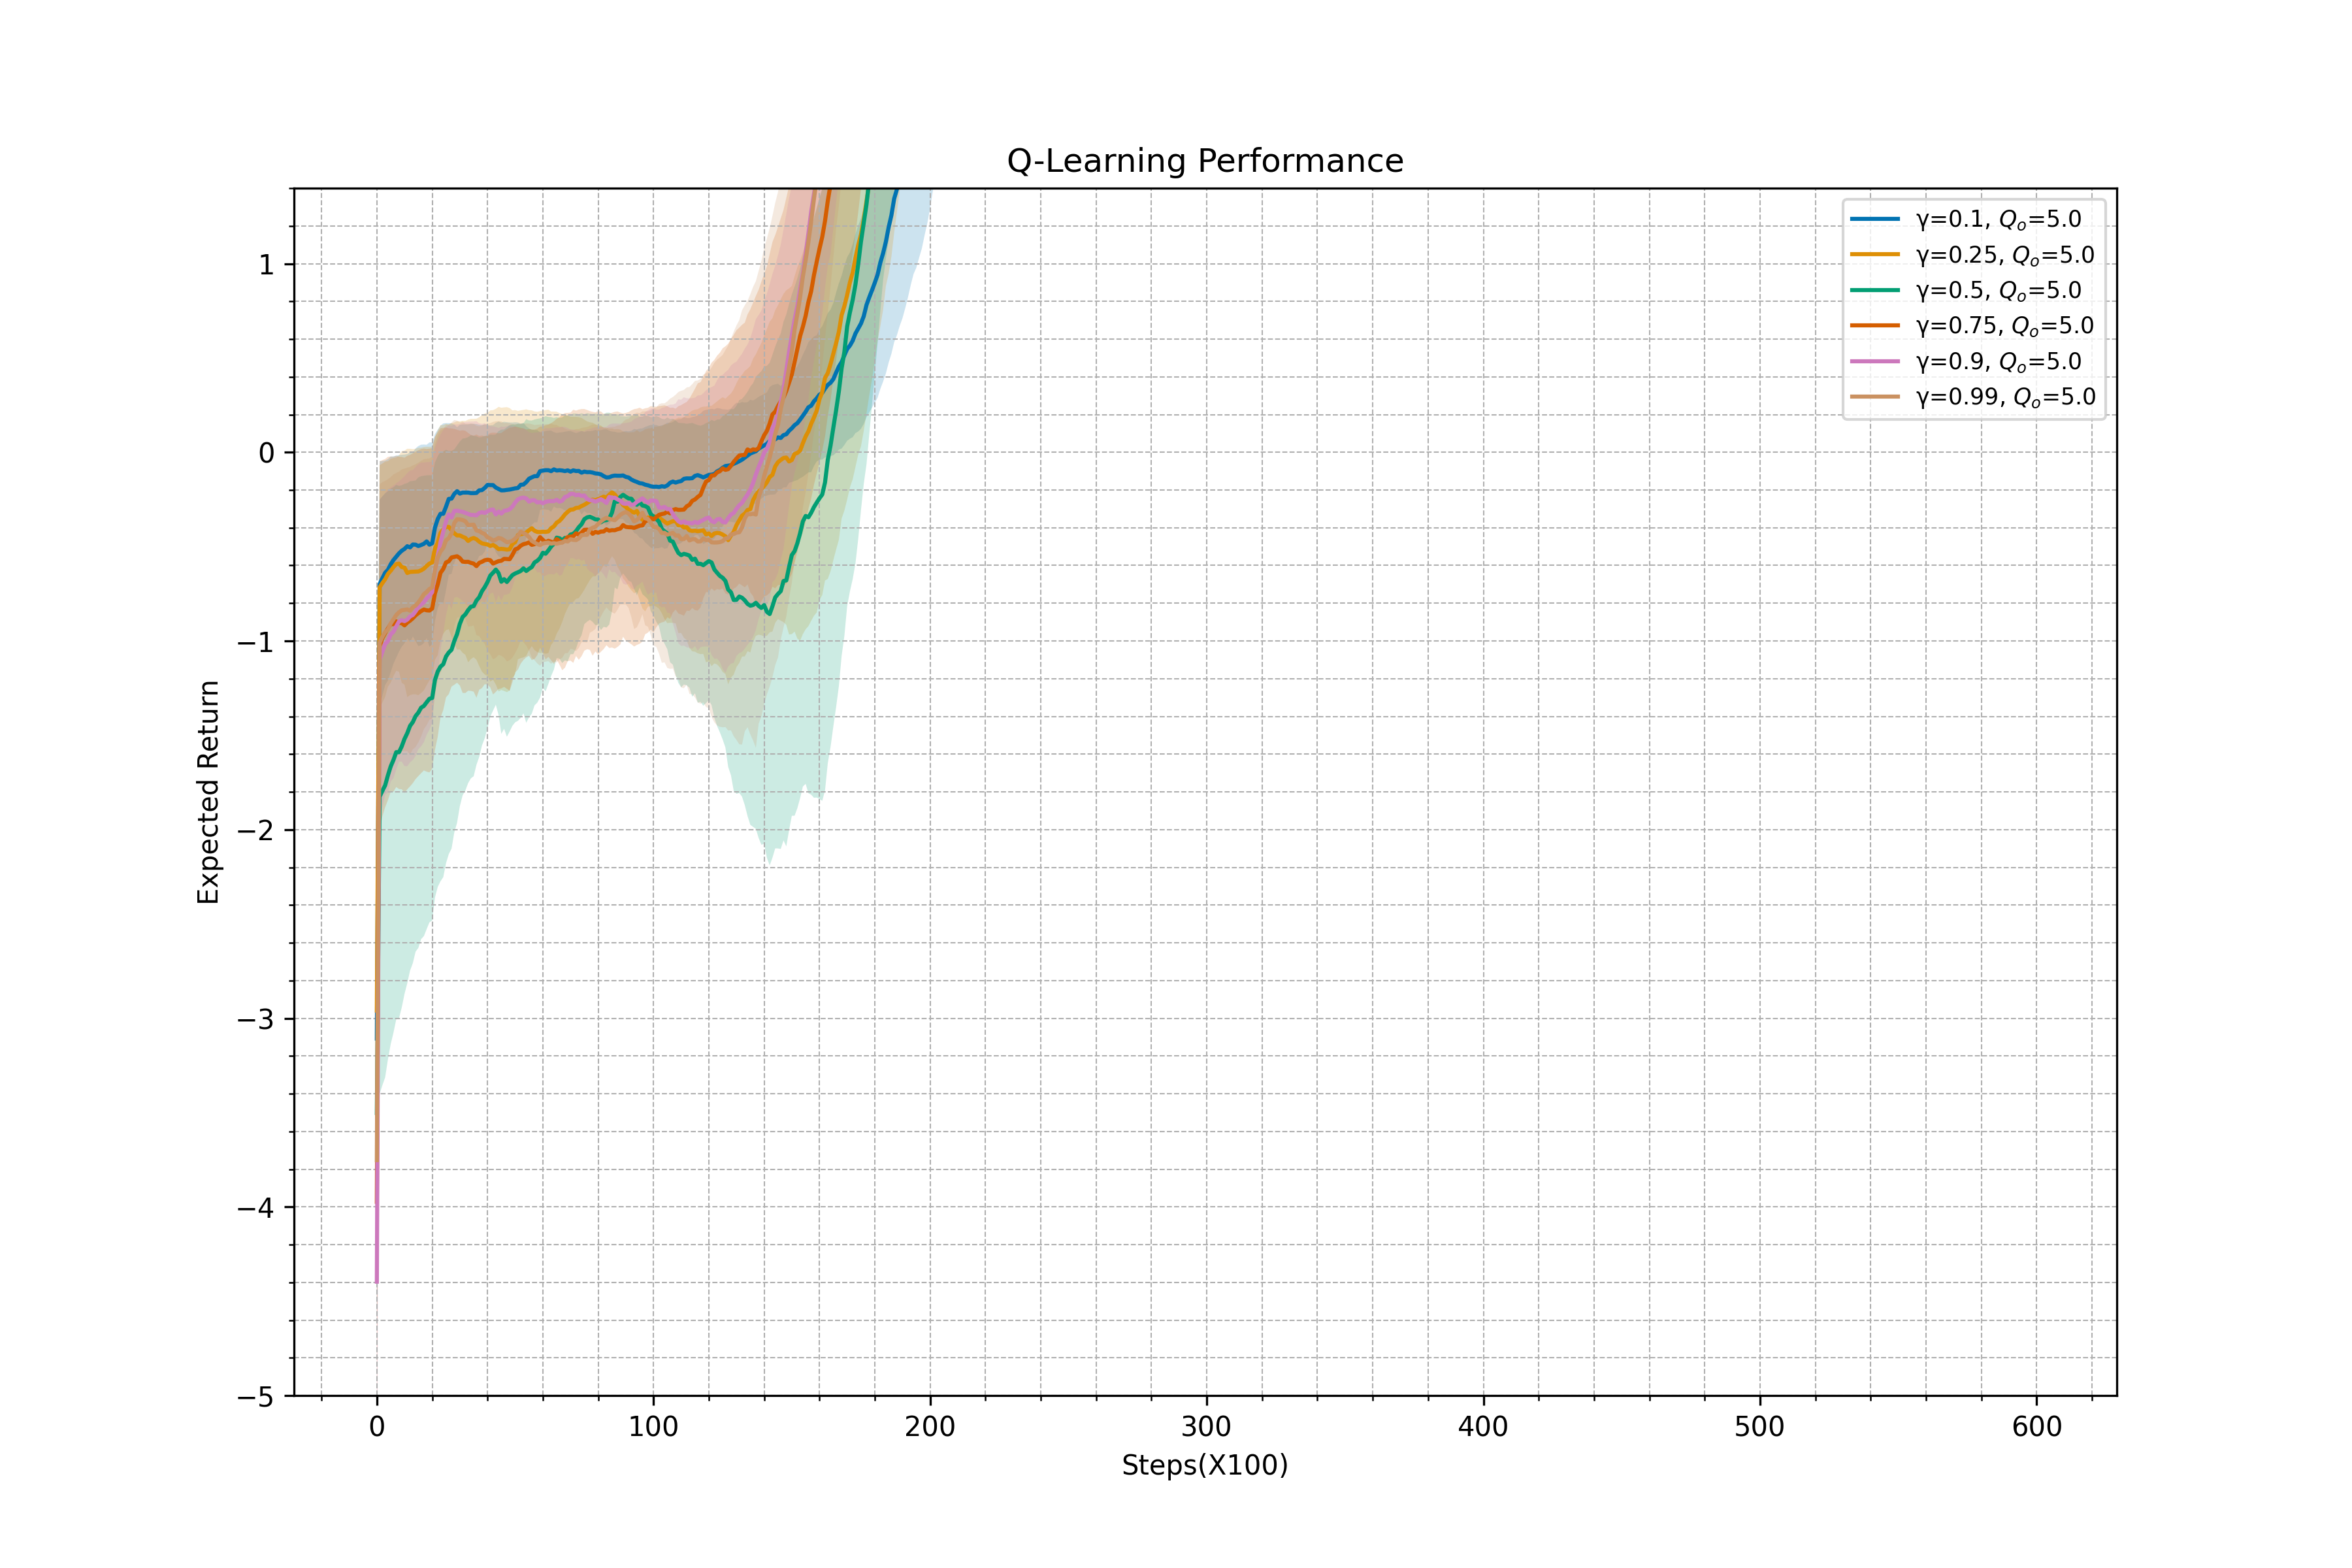 Q-Learning Performance
γ=0.1, Qₒ=5.0
γ=0.25, Qₒ=5.0
γ=0.5, Qₒ=5.0
γ=0.75, Qₒ=5.0
γ=0.9, Qₒ=5.0
γ=0.99, Qₒ=5.0
Expected Return
1
0
−1
−2
−3
−4
−5
0 100 200 300 400 500 600
Steps(X100)